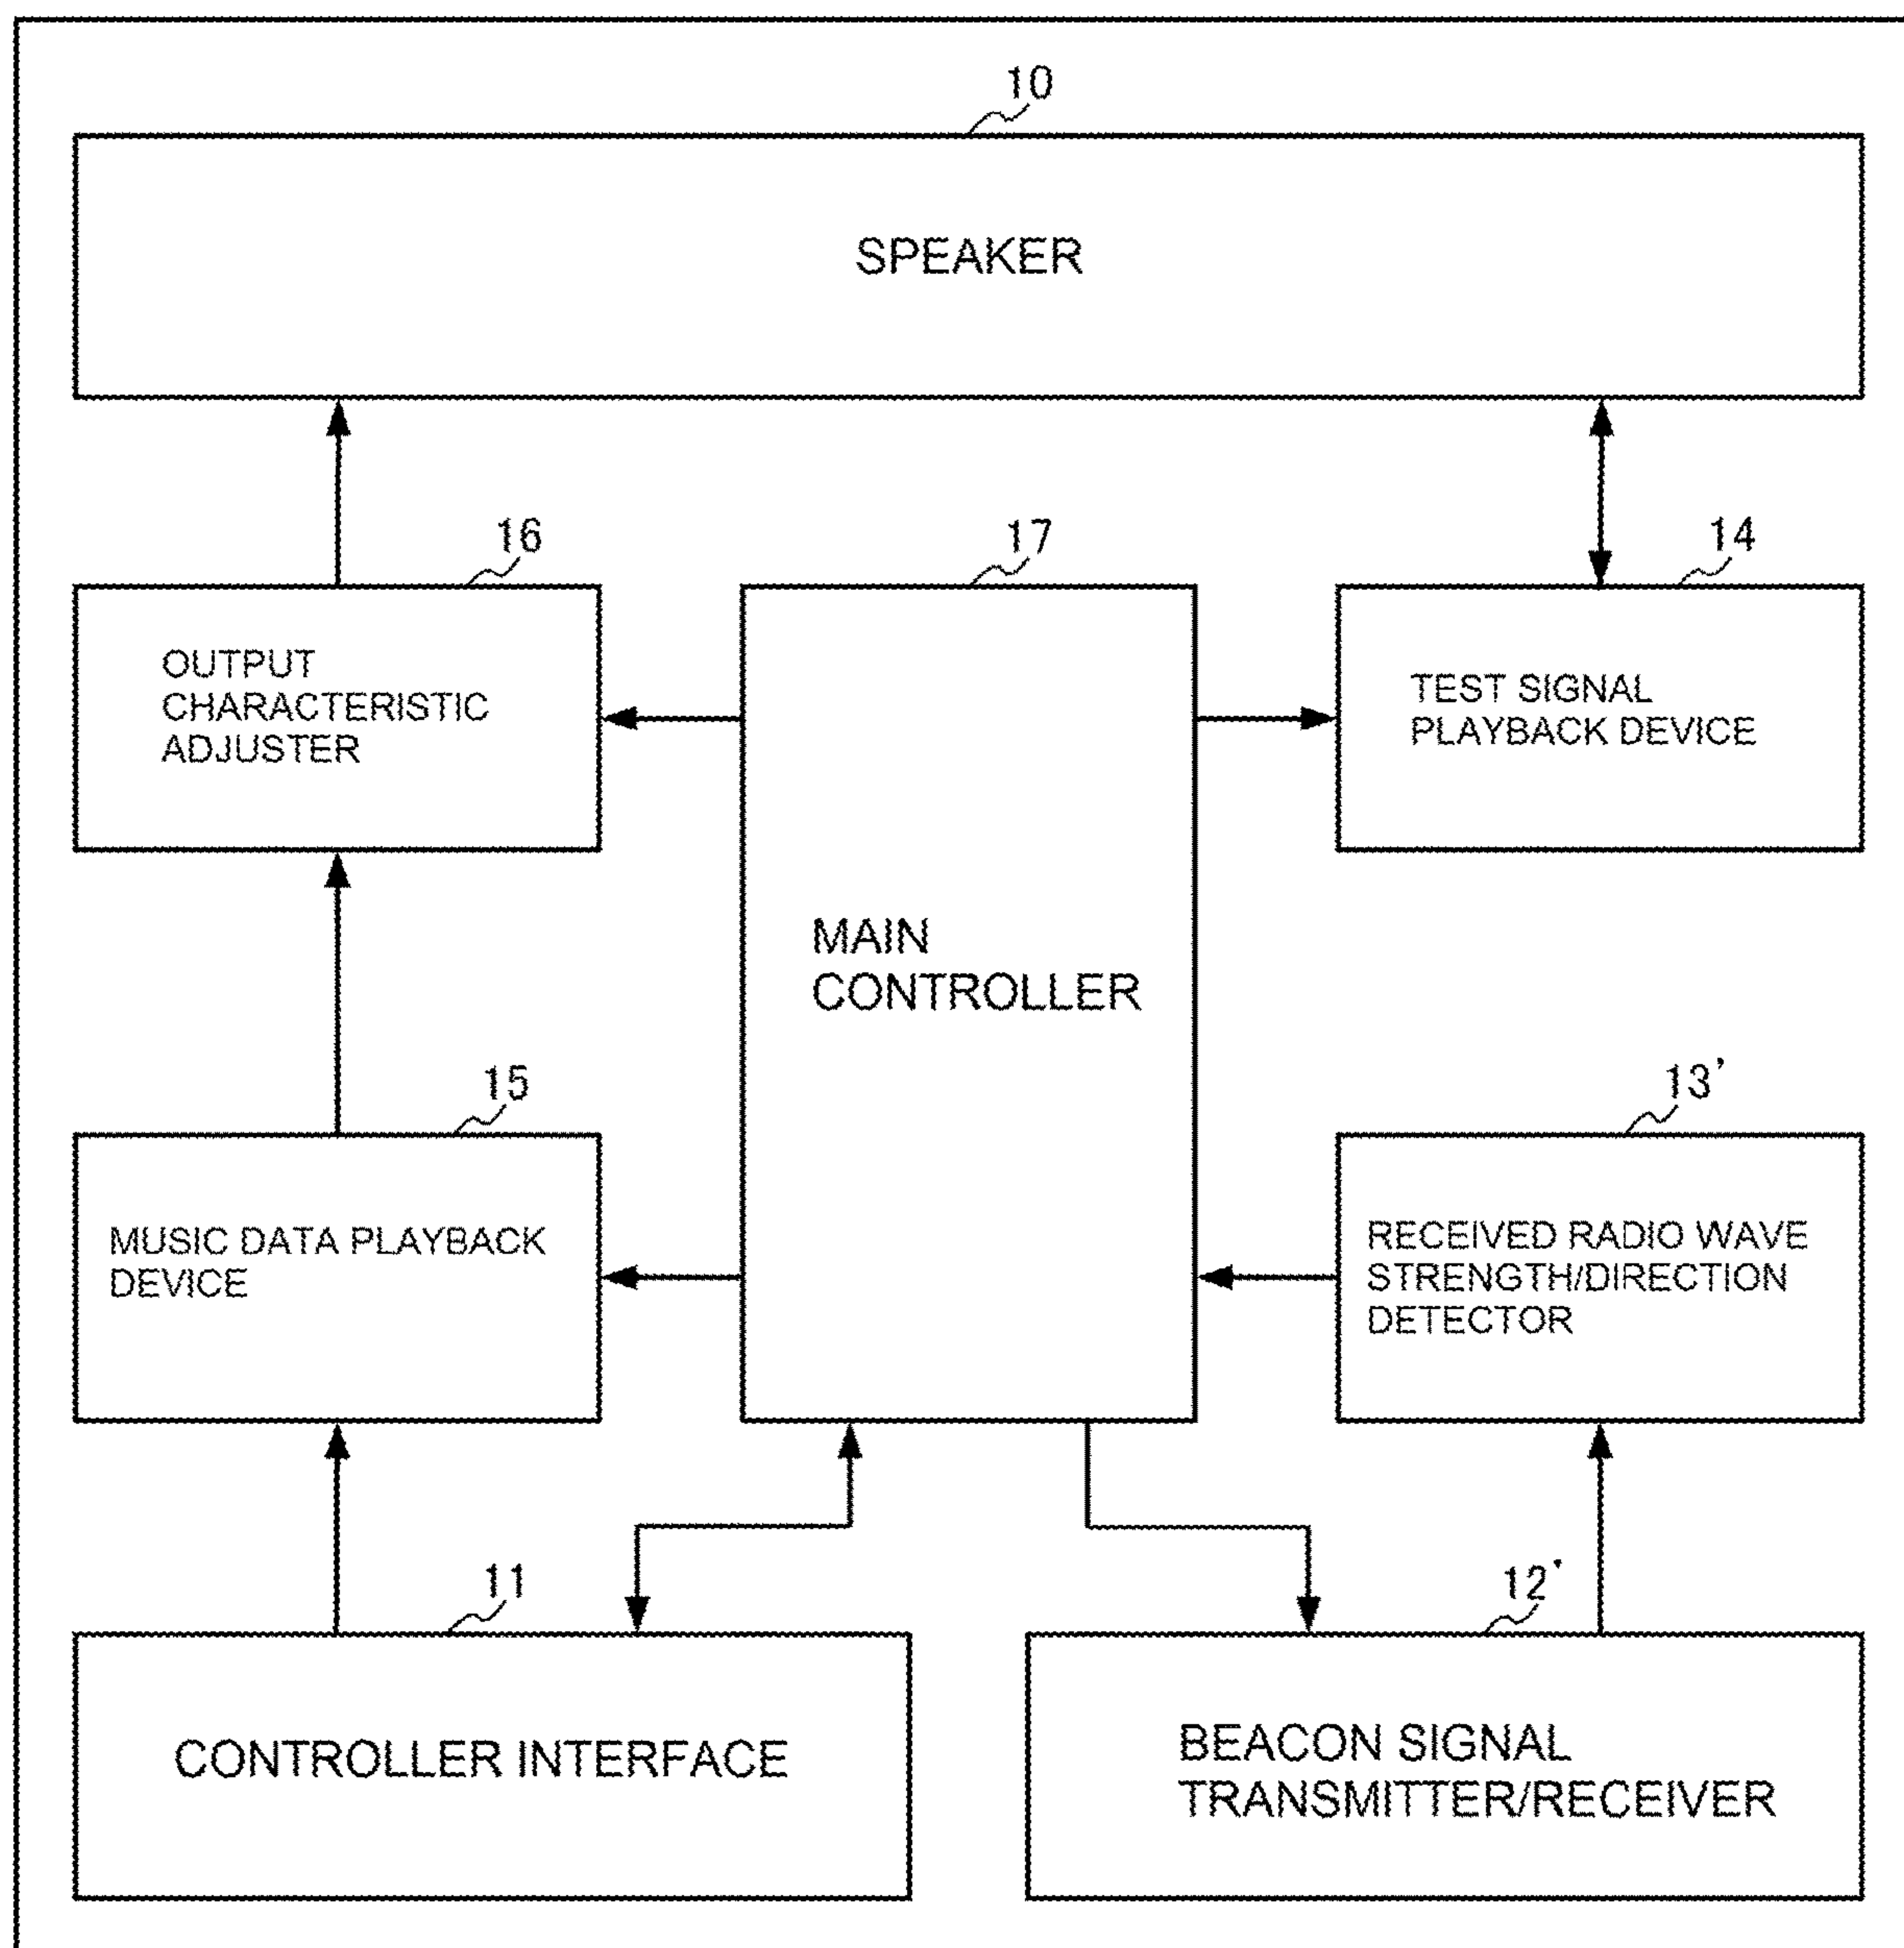 10
SPEAKER
16
17
14
OUTPUT
CHARACTERISTIC
ADJUSTER
TEST SIGNAL
PLAYBACK DEVICE
MAIN
CONTROLLER
15
13'
MUSIC DATA PLAYBACK
DEVICE
RECEIVED RADIO WAVE
STRENGTH/DIRECTION
DETECTOR
11
12'
CONTROLLER INTERFACE
BEACON SIGNAL
TRANSMITTER/RECEIVER